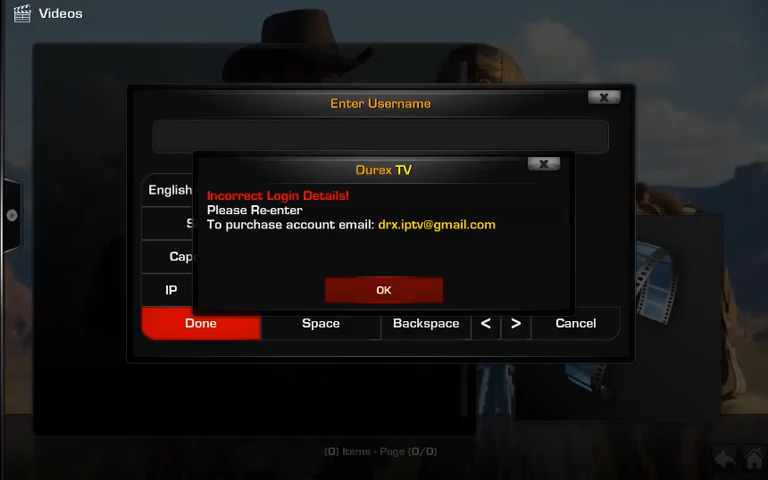 Videos
Enter Username
Durex TV
Incorrect Login Details!
Please Re-enter
To purchase account email: drx.iptv@gmail.com
OK
English
S
Cap
IP
Done
Space
Backspace
<
>
Cancel
(0) Items - Page (0/0)